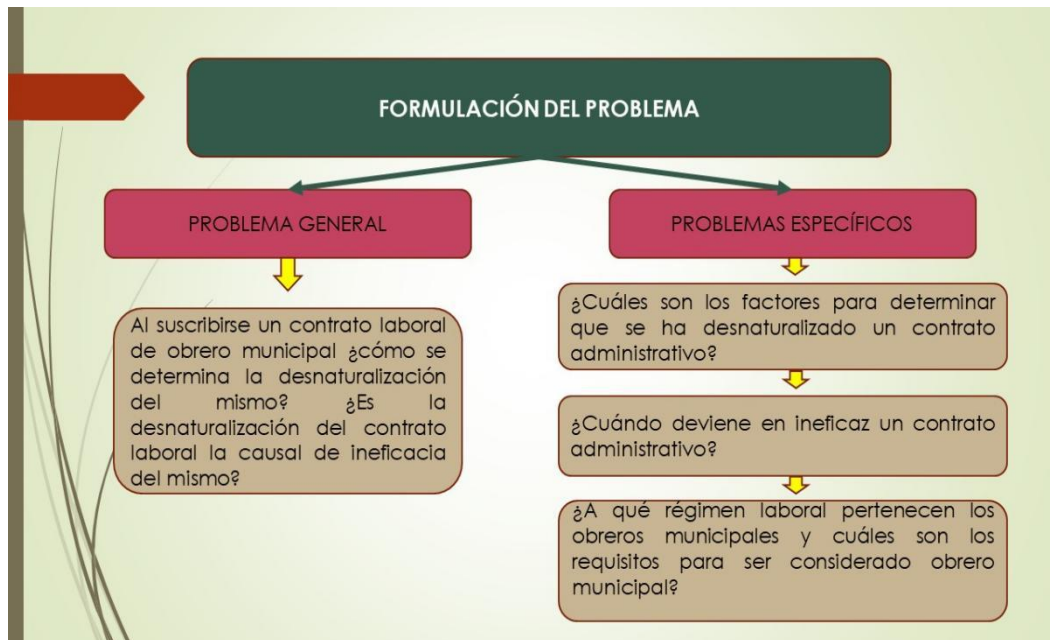 FORMULACIÓN DEL PROBLEMA
PROBLEMA GENERAL
Al suscribirse un contrato laboral
de obrero municipal ¿cómo se
determina la desnaturalización
del mismo? ¿Es la
desnaturalización del contrato
laboral la causal de ineficacia
del mismo?
PROBLEMAS ESPECÍFICOS
¿Cuáles son los factores para determinar
que se ha desnaturalizado un contrato
administrativo?
¿Cuándo deviene en ineficaz un contrato
administrativo?
¿A qué régimen laboral pertenecen los
obreros municipales y cuáles son los
requisitos para ser considerado obrero
municipal?